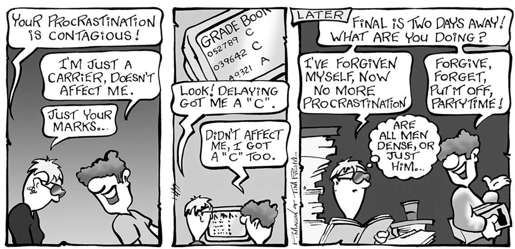 YOUR PROCRASTINATION
IS CONTAGIOUS!
I'M JUST A
CARRIER, DOESN'T
AFFECT ME.
JUST YOUR
MARKS...
GRADE BOOK
052789 C
039642 C
A9321 A
LOOK! DELAYING
GOT ME A "C".
DIDN'T AFFECT
ME, I GOT
A "C" TOO.
LATER
FINAL IS TWO DAYS AWAY!
WHAT ARE YOU DOING?
I'VE FORGIVEN
MYSELF, NOW
NO MORE
PROCRASTINATION
FORGIVE,
FORGET,
PUT IT OFF,
PARTYTIME!
ARE
ALL MEN
DENSE, OR
JUST
HIM...